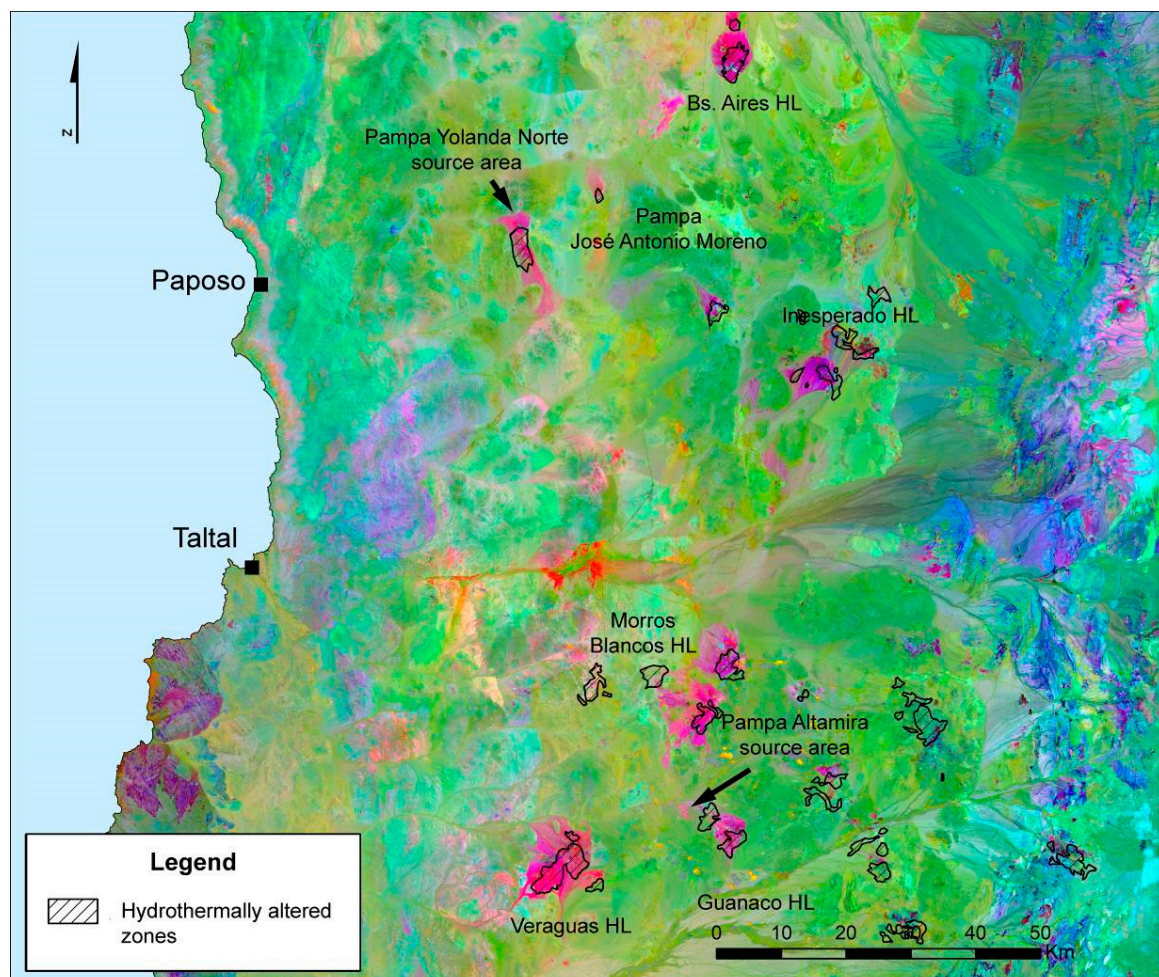 Bs. Aires HL
Pampa Yolanda Norte
source area
z
Pampa
José Antonio Moreno
Paposo
Inesperado HL
Taltal
Morros
Blancos HL
Pampa Altamira
source area
Legend
Hydrothermally altered
zones
Veraguas HL
Guanaco HL
0 10 20 30 40 50
Km